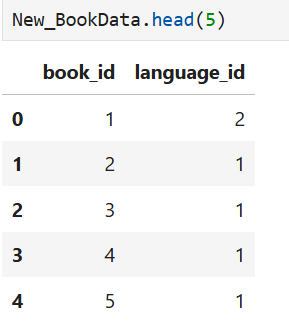 New_BookData.head(5)
book_id language_id
0 1 2
1 2 1
2 3 1
3 4 1
4 5 1